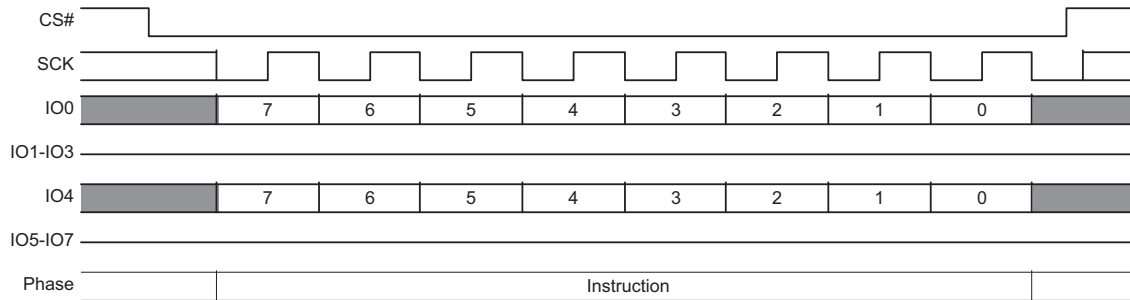 CS#
SCK
IO0 7 6 5 4 3 2 1 0
IO1-IO3
IO4 7 6 5 4 3 2 1 0
IO5-IO7
Phase Instruction